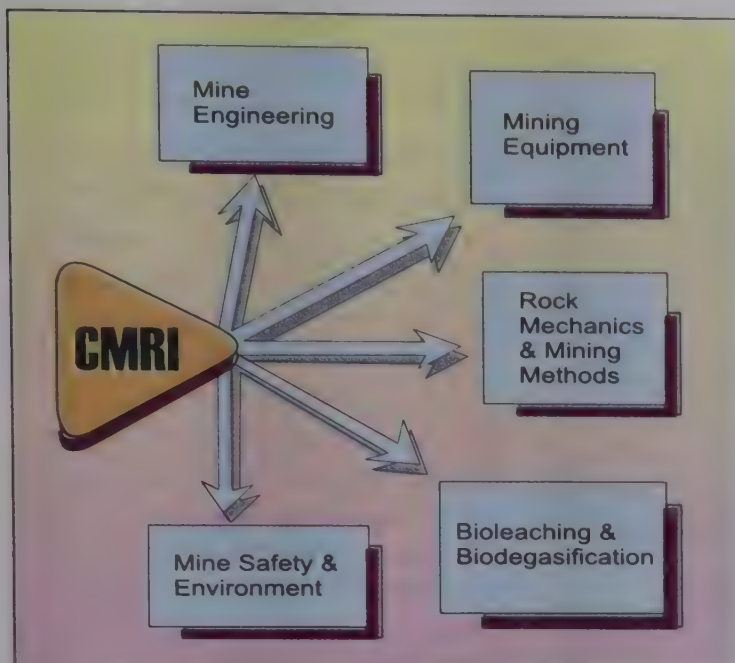 Mine
Engineering
Mining
Equipment
CMRI
Rock
Mechanics
& Mining
Methods
Mine Safety &
Environment
Bioleaching &
Biodegasification